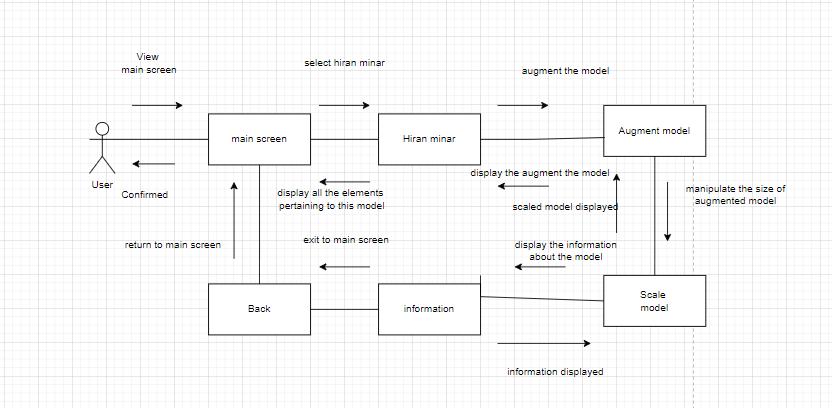 View
main screen
select hiran minar
augment the model
main screen
Hiran minar
Augment model
User
Confirmed
display all the elements
pertaining to this model
display the augment the model
scaled model displayed
manipulate the size of
augmented model
return to main screen
exit to main screen
display the information
about the model
Back
information
Scale
model
information displayed